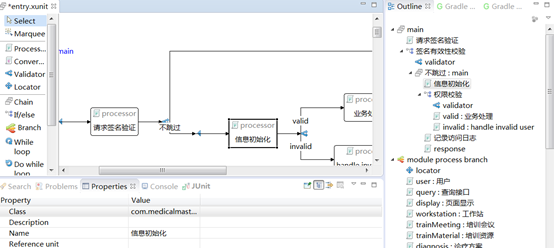 *entry.xunit
Select
Marquee
Process...
Conver...
Validator
Locator
Chain
If/else
Branch
While
loop
Do while
loop
main
processor
请求签名验证
不跳过
processor
信息初始化
valid
invalid
processor
业务处
processor
handle inv
Search
Problems
Properties
Console
JUnit
Property
Value
Class
com.medicalmast...
Description
Name
信息初始化
Reference unit
Outline
Gradle ...
Gradle ...
main
请求签名验证
签名有效性校验
validator
不跳过 : main
信息初始化
权限校验
validator
valid : 业务处理
invalid : handle invalid user
记录访问日志
response
module process branch
locator
user : 用户
query : 查询接口
display : 页面显示
workstation : 工作站
trainMeeting : 培训会议
trainMaterial : 培训资源
diagnosis : 诊疗方案